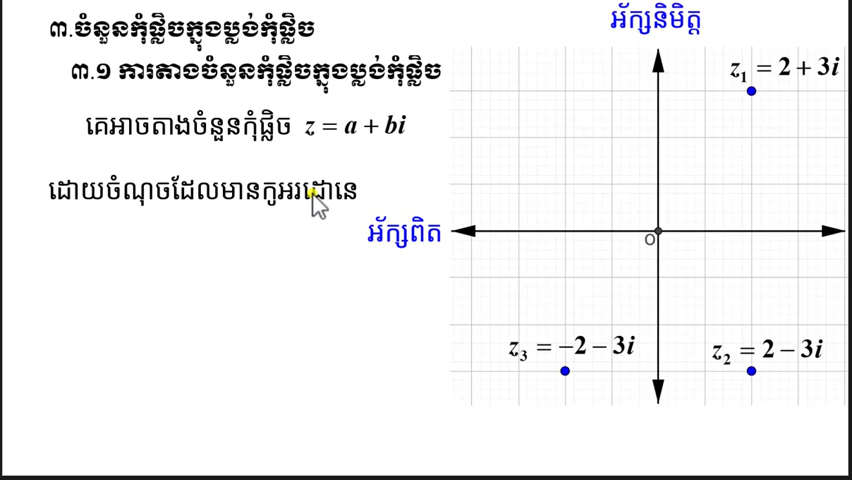 ៣.ចំនួនកុំផ្លិចក្នុងប្លង់កុំផ្លិច
៣.១ ការតាងចំនួនកុំផ្លិចក្នុងប្លង់កុំផ្លិច
គេអាចតាងចំនួនកុំផ្លិច z = a + bi
ដោយចំណុចដែលមានកូអរដោនេ
អ័ក្សនិមិត្ត
z₁ = 2 + 3i
អ័ក្សពិត
O
z₃ = −2 − 3i
z₂ = 2 − 3i